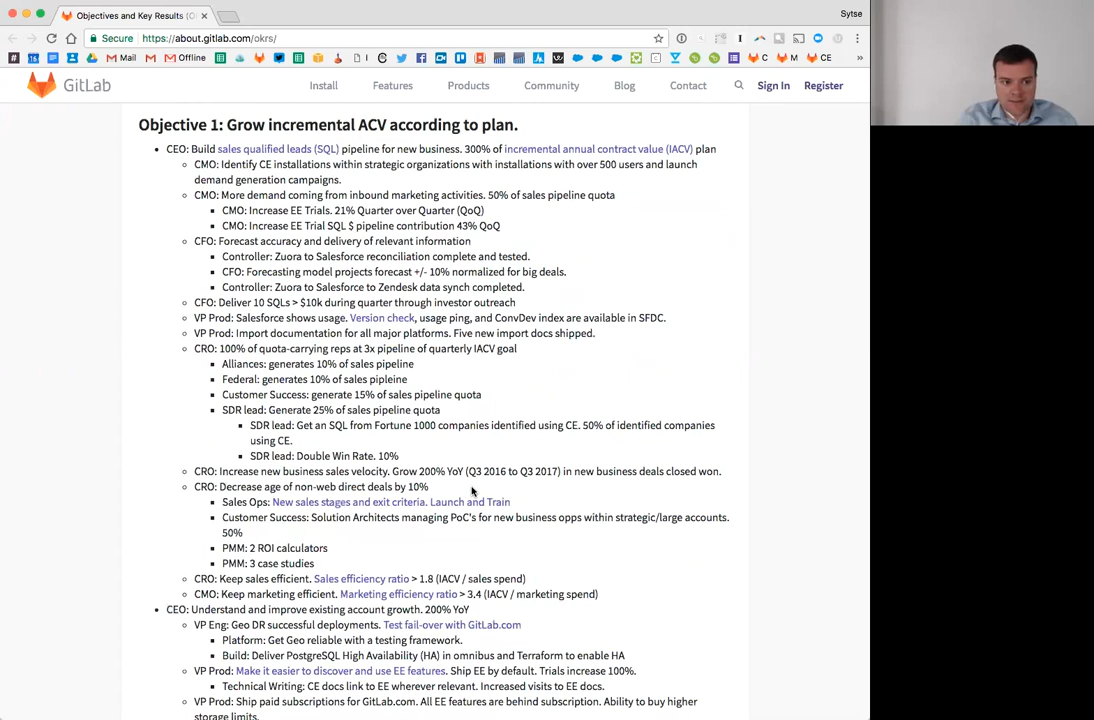 Objectives and Key Results (O
Sytse
Secure
https://about.gitlab.com/okrs/
Mail
Offline
C
M
CE
GitLab
Install
Features
Products
Community
Blog
Contact
Sign In
Register
Objective 1: Grow incremental ACV according to plan.
CEO: Build sales qualified leads (SQL) pipeline for new business. 300% of incremental annual contract value (IACV) plan
CMO: Identify CE installations within strategic organizations with installations with over 500 users and launch
demand generation campaigns.
CMO: More demand coming from inbound marketing activities. 50% of sales pipeline quota
CMO: Increase EE Trials. 21% Quarter over Quarter (QoQ)
CMO: Increase EE Trial SQL $ pipeline contribution 43% QoQ
CFO: Forecast accuracy and delivery of relevant information
Controller: Zuora to Salesforce reconciliation complete and tested.
CFO: Forecasting model projects forecast +/- 10% normalized for big deals.
Controller: Zuora to Salesforce to Zendesk data synch completed.
CFO: Deliver 10 SQLs > $10k during quarter through investor outreach
VP Prod: Salesforce shows usage. Version check, usage ping, and ConvDev index are available in SFDC.
VP Prod: Import documentation for all major platforms. Five new import docs shipped.
CRO: 100% of quota-carrying reps at 3x pipeline of quarterly IACV goal
Alliances: generates 10% of sales pipeline
Federal: generates 10% of sales pipleine
Customer Success: generate 15% of sales pipeline quota
SDR lead: Generate 25% of sales pipeline quota
SDR lead: Get an SQL from Fortune 1000 companies identified using CE. 50% of identified companies
using CE.
SDR lead: Double Win Rate. 10%
CRO: Increase new business sales velocity. Grow 200% YoY (Q3 2016 to Q3 2017) in new business deals closed won.
CRO: Decrease age of non-web direct deals by 10%
Sales Ops: New sales stages and exit criteria. Launch and Train
Customer Success: Solution Architects managing PoC's for new business opps within strategic/large accounts.
50%
PMM: 2 ROI calculators
PMM: 3 case studies
CRO: Keep sales efficient. Sales efficiency ratio > 1.8 (IACV / sales spend)
CMO: Keep marketing efficient. Marketing efficiency ratio > 3.4 (IACV / marketing spend)
CEO: Understand and improve existing account growth. 200% YoY
VP Eng: Geo DR successful deployments. Test fail-over with GitLab.com
Platform: Get Geo reliable with a testing framework.
Build: Deliver PostgreSQL High Availability (HA) in omnibus and Terraform to enable HA
VP Prod: Make it easier to discover and use EE features. Ship EE by default. Trials increase 100%.
Technical Writing: CE docs link to EE wherever relevant. Increased visits to EE docs.
VP Prod: Ship paid subscriptions for GitLab.com. All EE features are behind subscription. Ability to buy higher
storage limits.